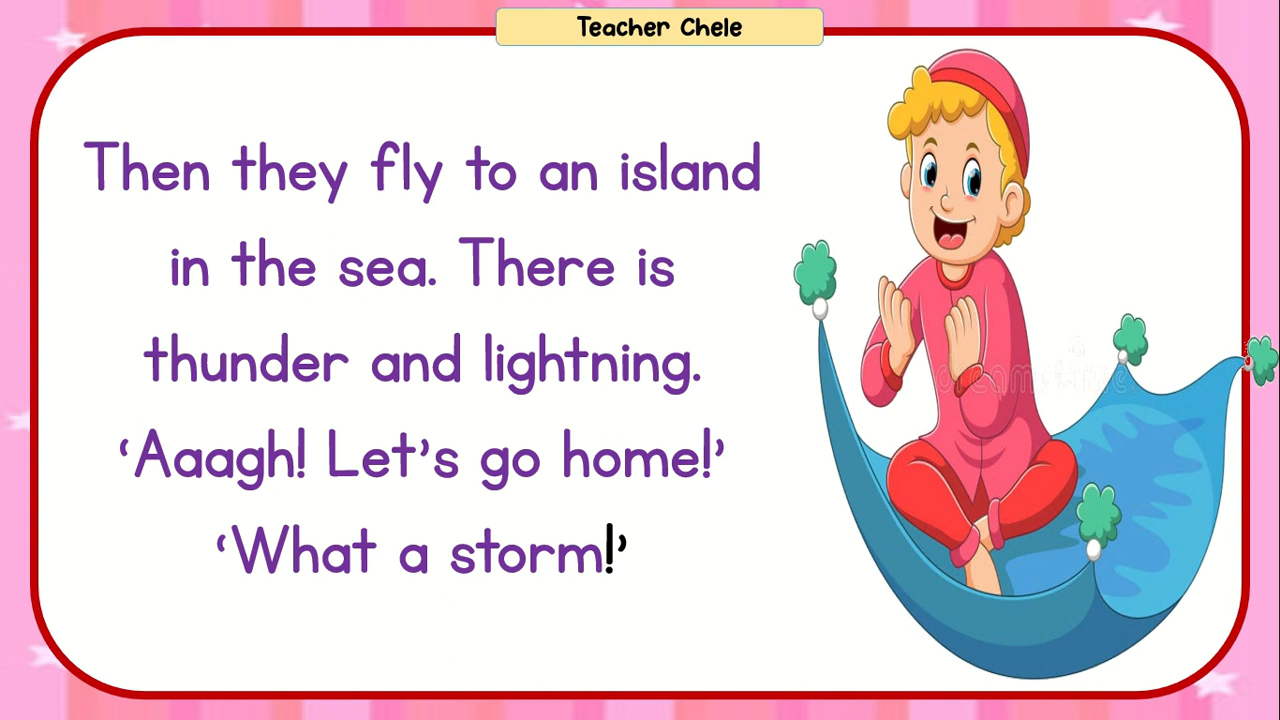 Teacher Chele
Then they fly to an island
in the sea. There is
thunder and lightning.
‘Aaagh! Let’s go home!’
‘What a storm!’
dreamstime